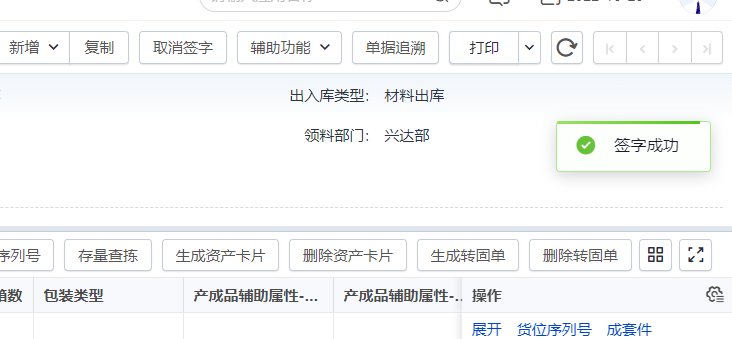 新增 复制 取消签字 辅助功能 单据追溯 打印
出入库类型： 材料出库
领料部门： 兴达部
签字成功
序列号 存量查拣 生成资产卡片 删除资产卡片 生成转固单 删除转固单
箱数 包装类型 产成品辅助属性-... 产成品辅助属性-... 操作
展开 货位序列号 成套件